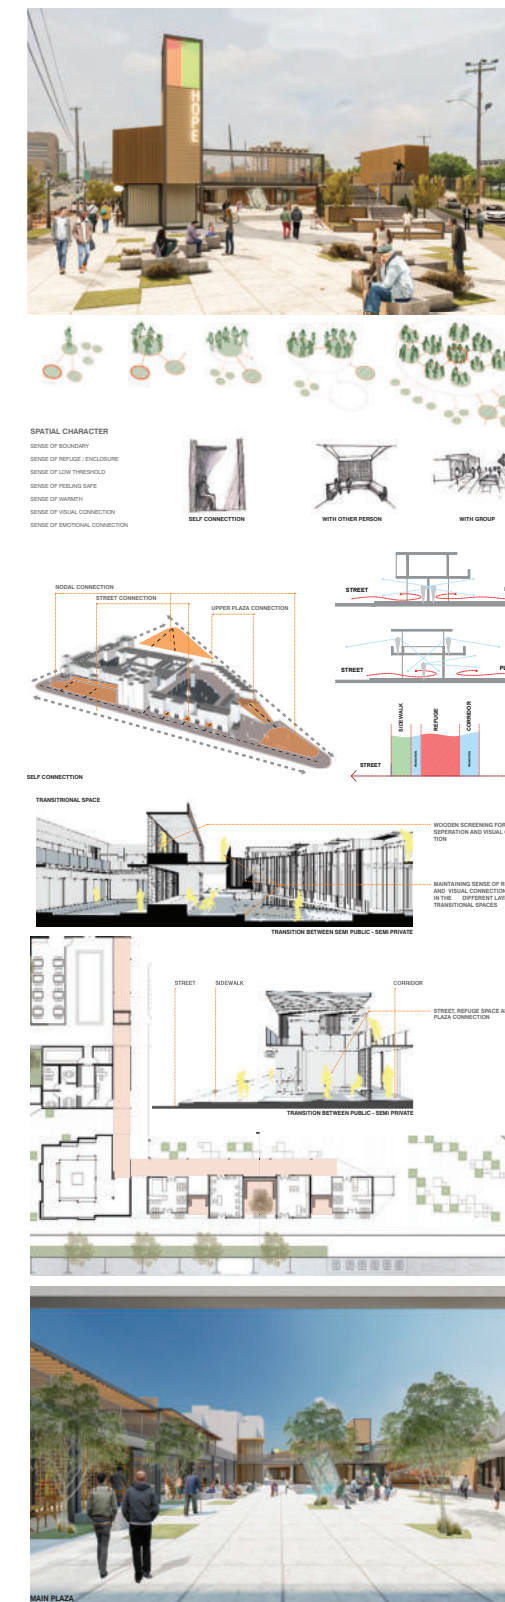 HOPE
SPATIAL CHARACTER
SENSE OF BOUNDARY
SENSE OF REFUGE / ENCLOSURE
SENSE OF LOW THRESHOLD
SENSE OF FEELING SAFE
SENSE OF WARMTH
SENSE OF VISUAL CONNECTION
SENSE OF EMOTIONAL CONNECTION
SELF CONNECTTION
WITH OTHER PERSON
WITH GROUP
NODAL CONNECTION
STREET CONNECTION
UPPER PLAZA CONNECTION
SELF CONNECTTION
STREET
STREET
SIDEWALK
REFUGE
CORRIDOR
STREET
TRANSITIONAL SPACE
WOODEN SCREENING FOR
SEPERATION AND VISUAL
TION
MAINTAINING SENSE OF
AND VISUAL CONNECTION
IN THE DIFFERENT
TRANSITIONAL SPACES
TRANSITION BETWEEN SEMI PUBLIC - SEMI PRIVATE
STREET
SIDEWALK
CORRIDOR
STREET, REFUGE SPACE
PLAZA CONNECTION
TRANSITION BETWEEN PUBLIC - SEMI PRIVATE
MAIN PLAZA